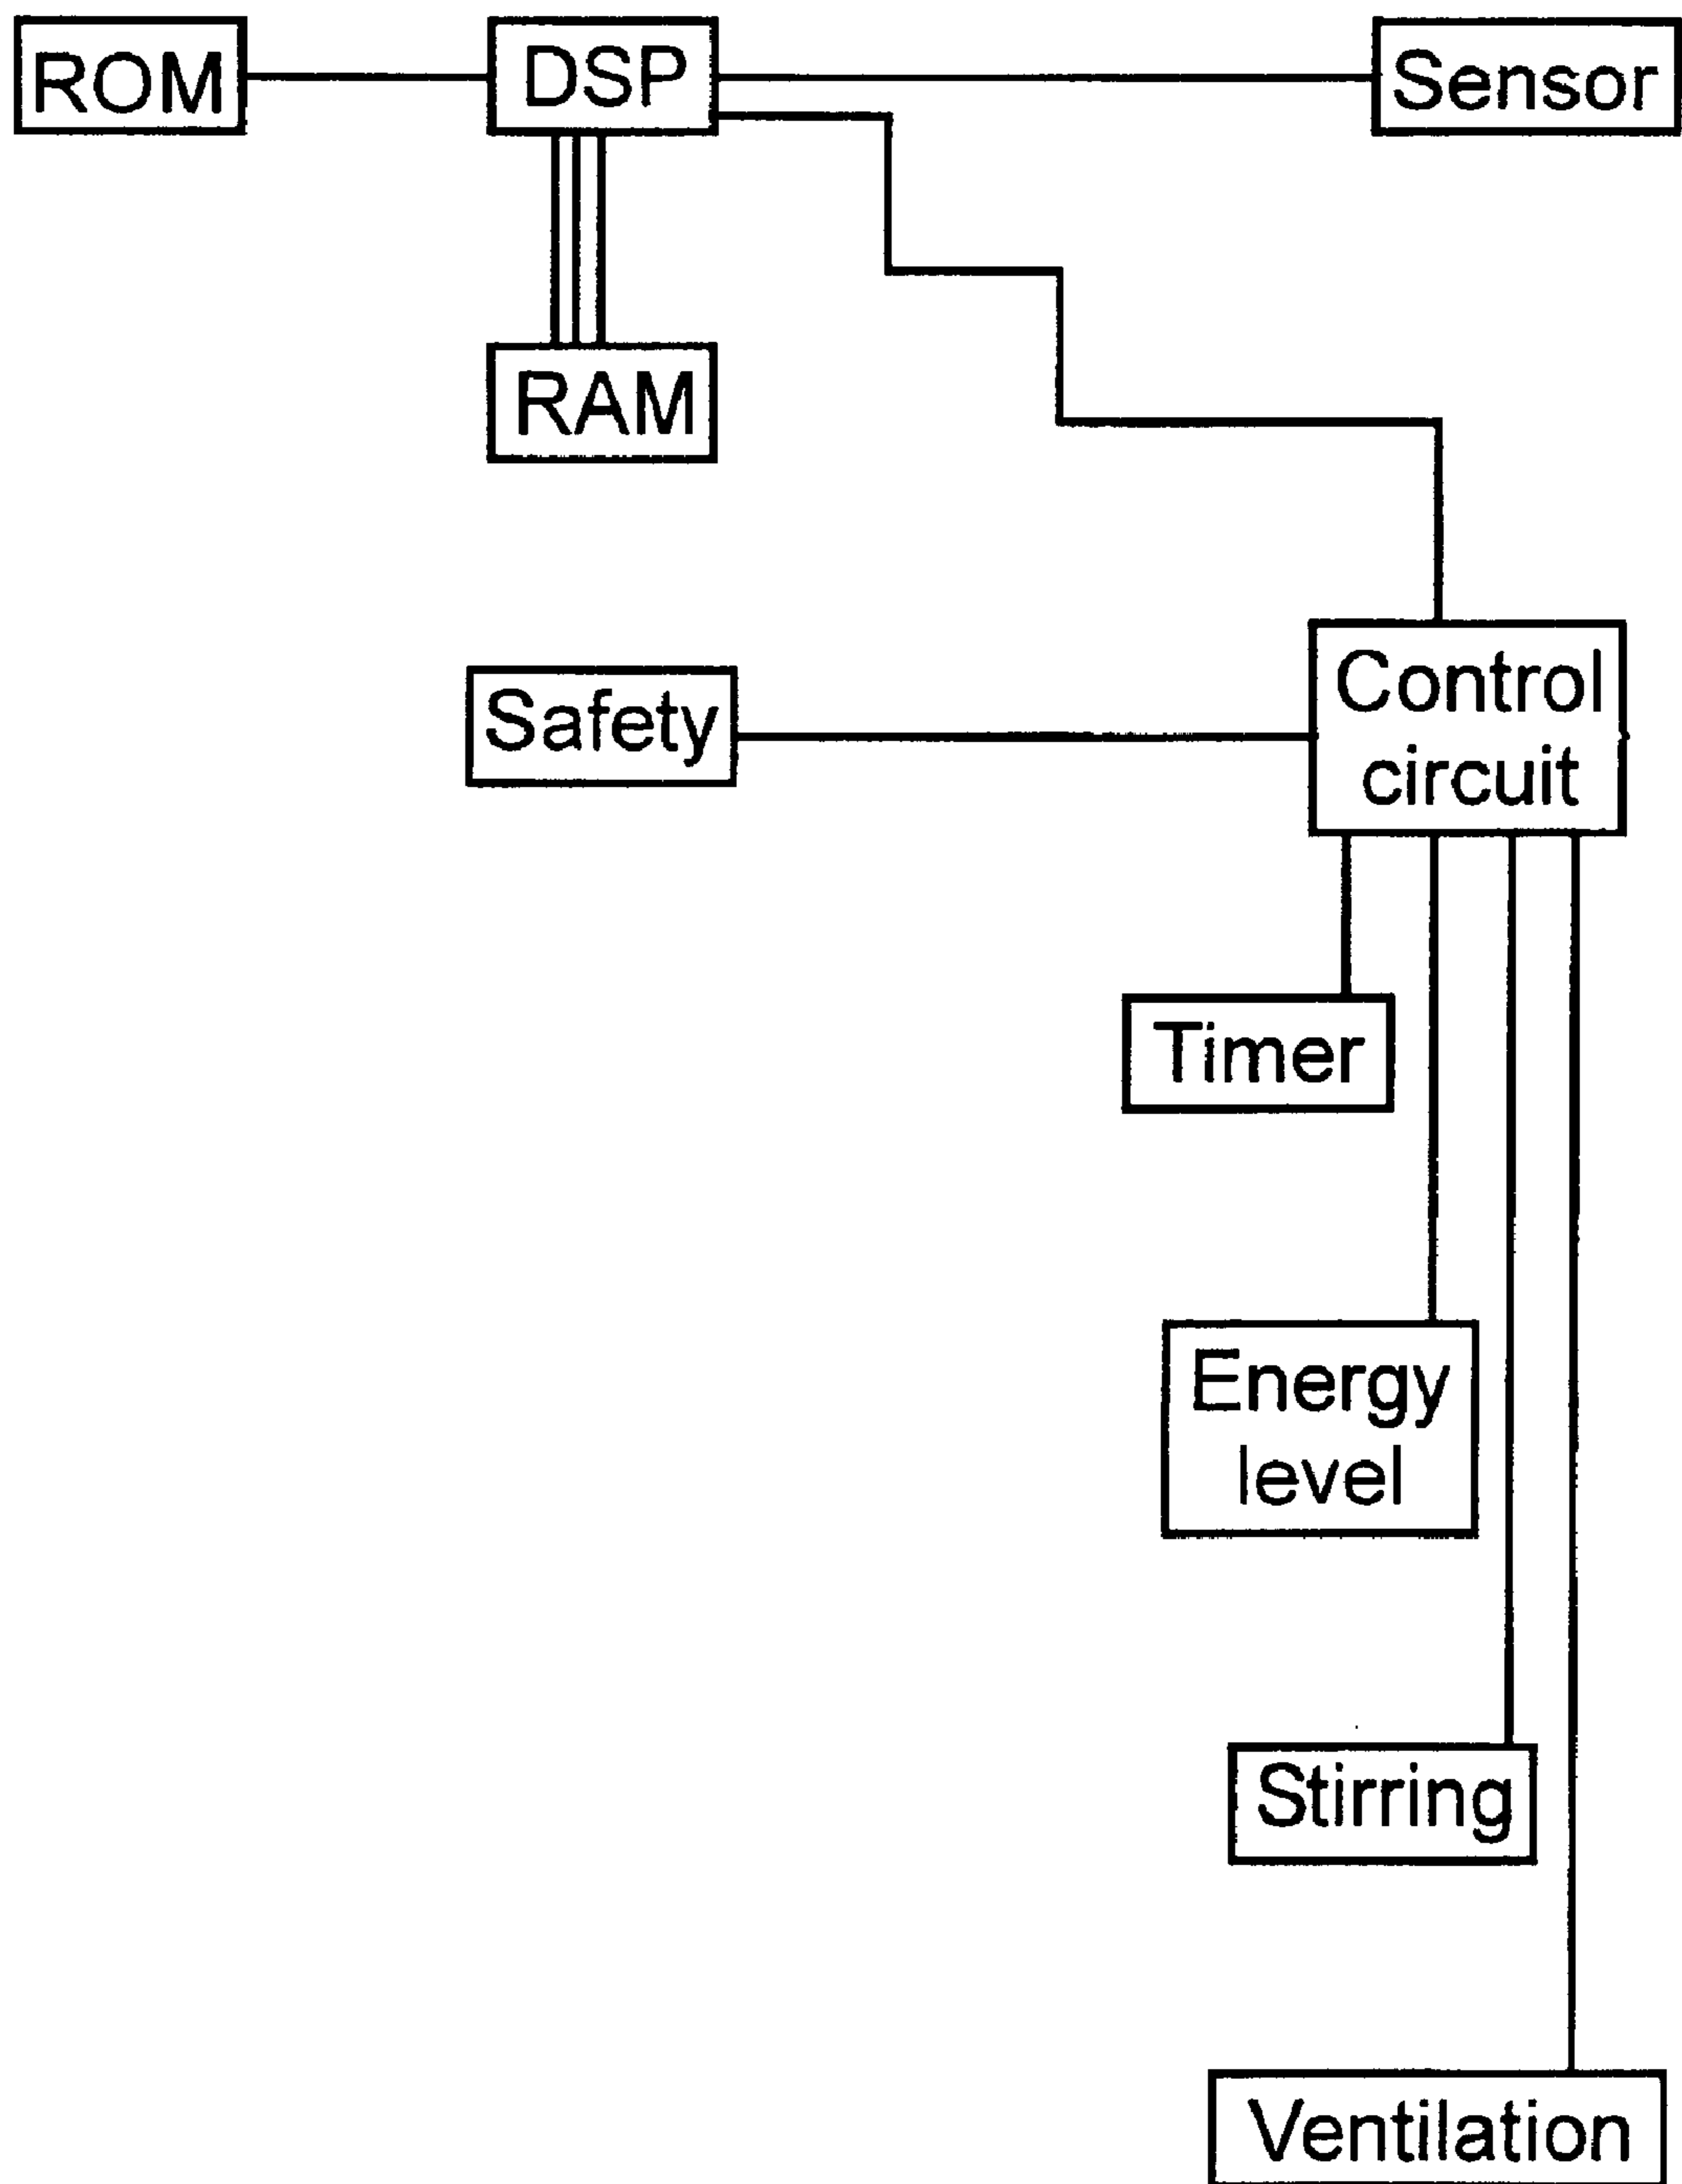 ROM
DSP
Sensor
RAM
Safety
Control
circuit
Timer
Energy
level
Stirring
Ventilation